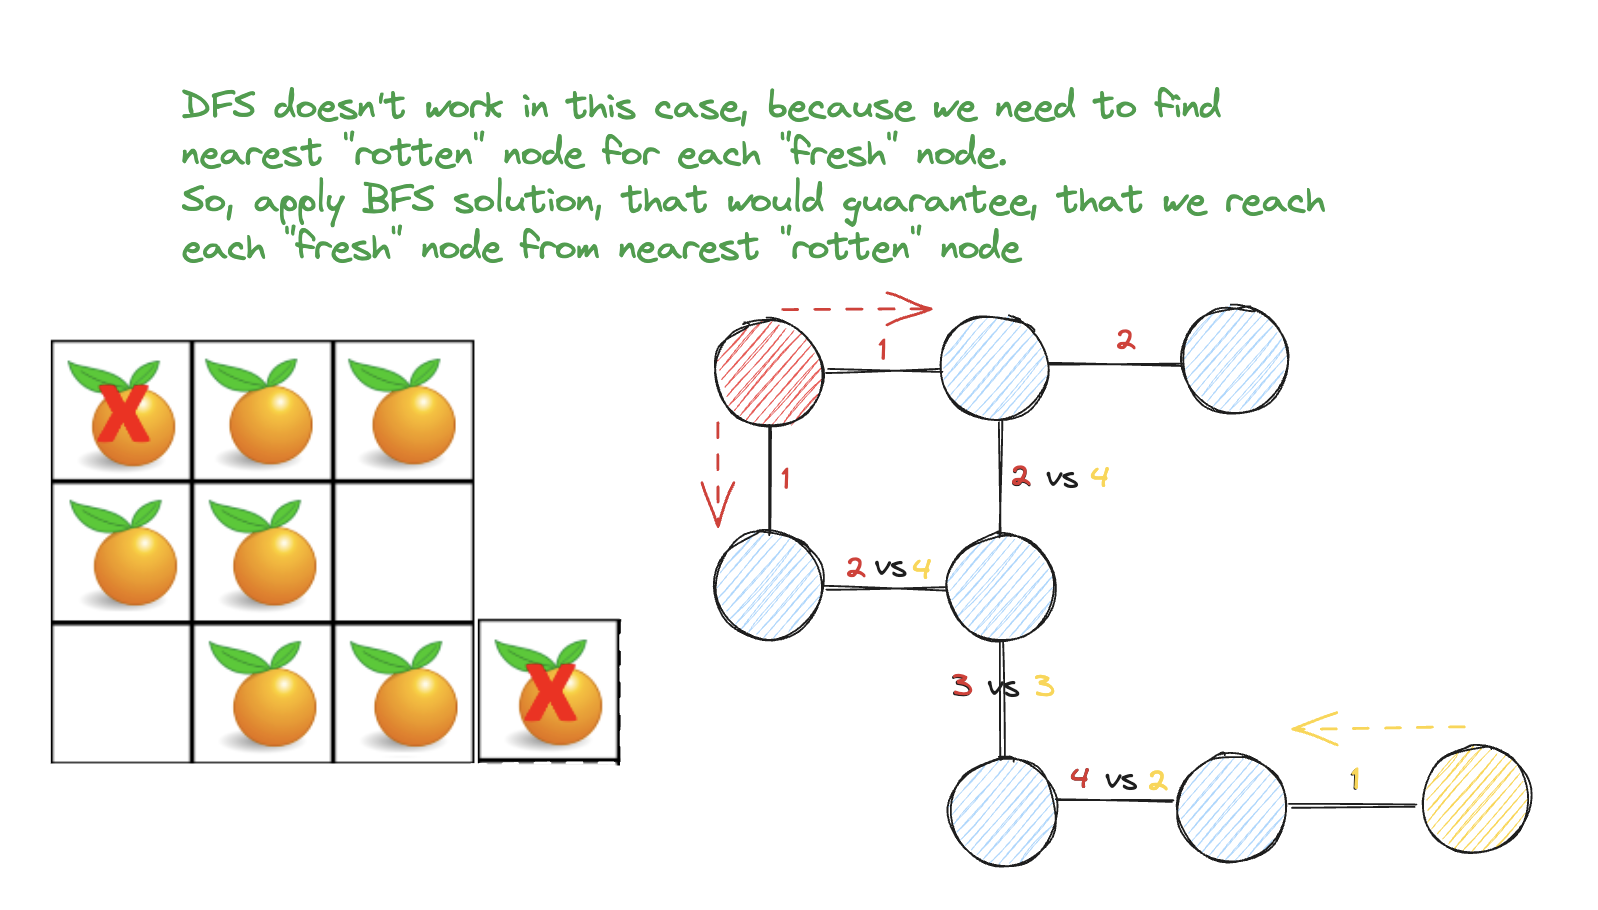 DFS doesn't work in this case, because we need to find
nearest "rotten" node for each "fresh" node.
So, apply BFS solution, that would guarantee, that we reach
each "fresh" node from nearest "rotten" node
1
2
X
1
2 vs 4
2 vs 4
3 vs 3
X
4 vs 2
1